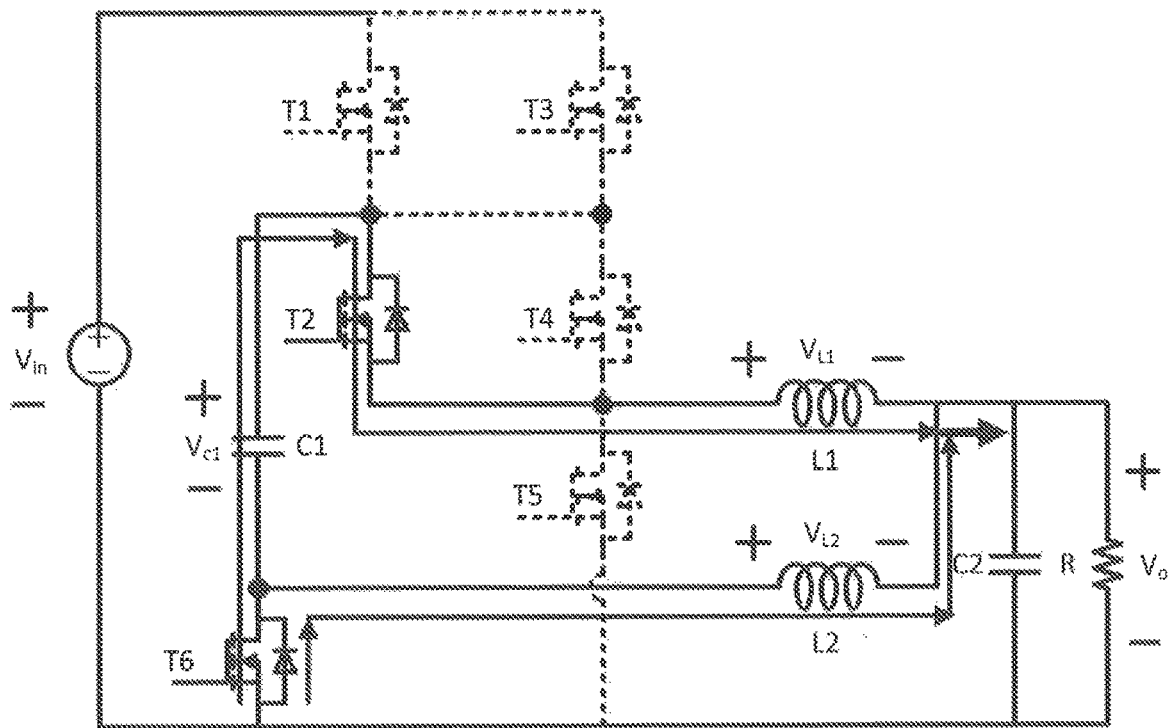 T1
T3
+
T2
T4
+ V_L1 −
V_in
+
−
−
V_C1
C1
L1
+
−
T5
+ V_L2 −
C2
R
V_o
T6
L2
−